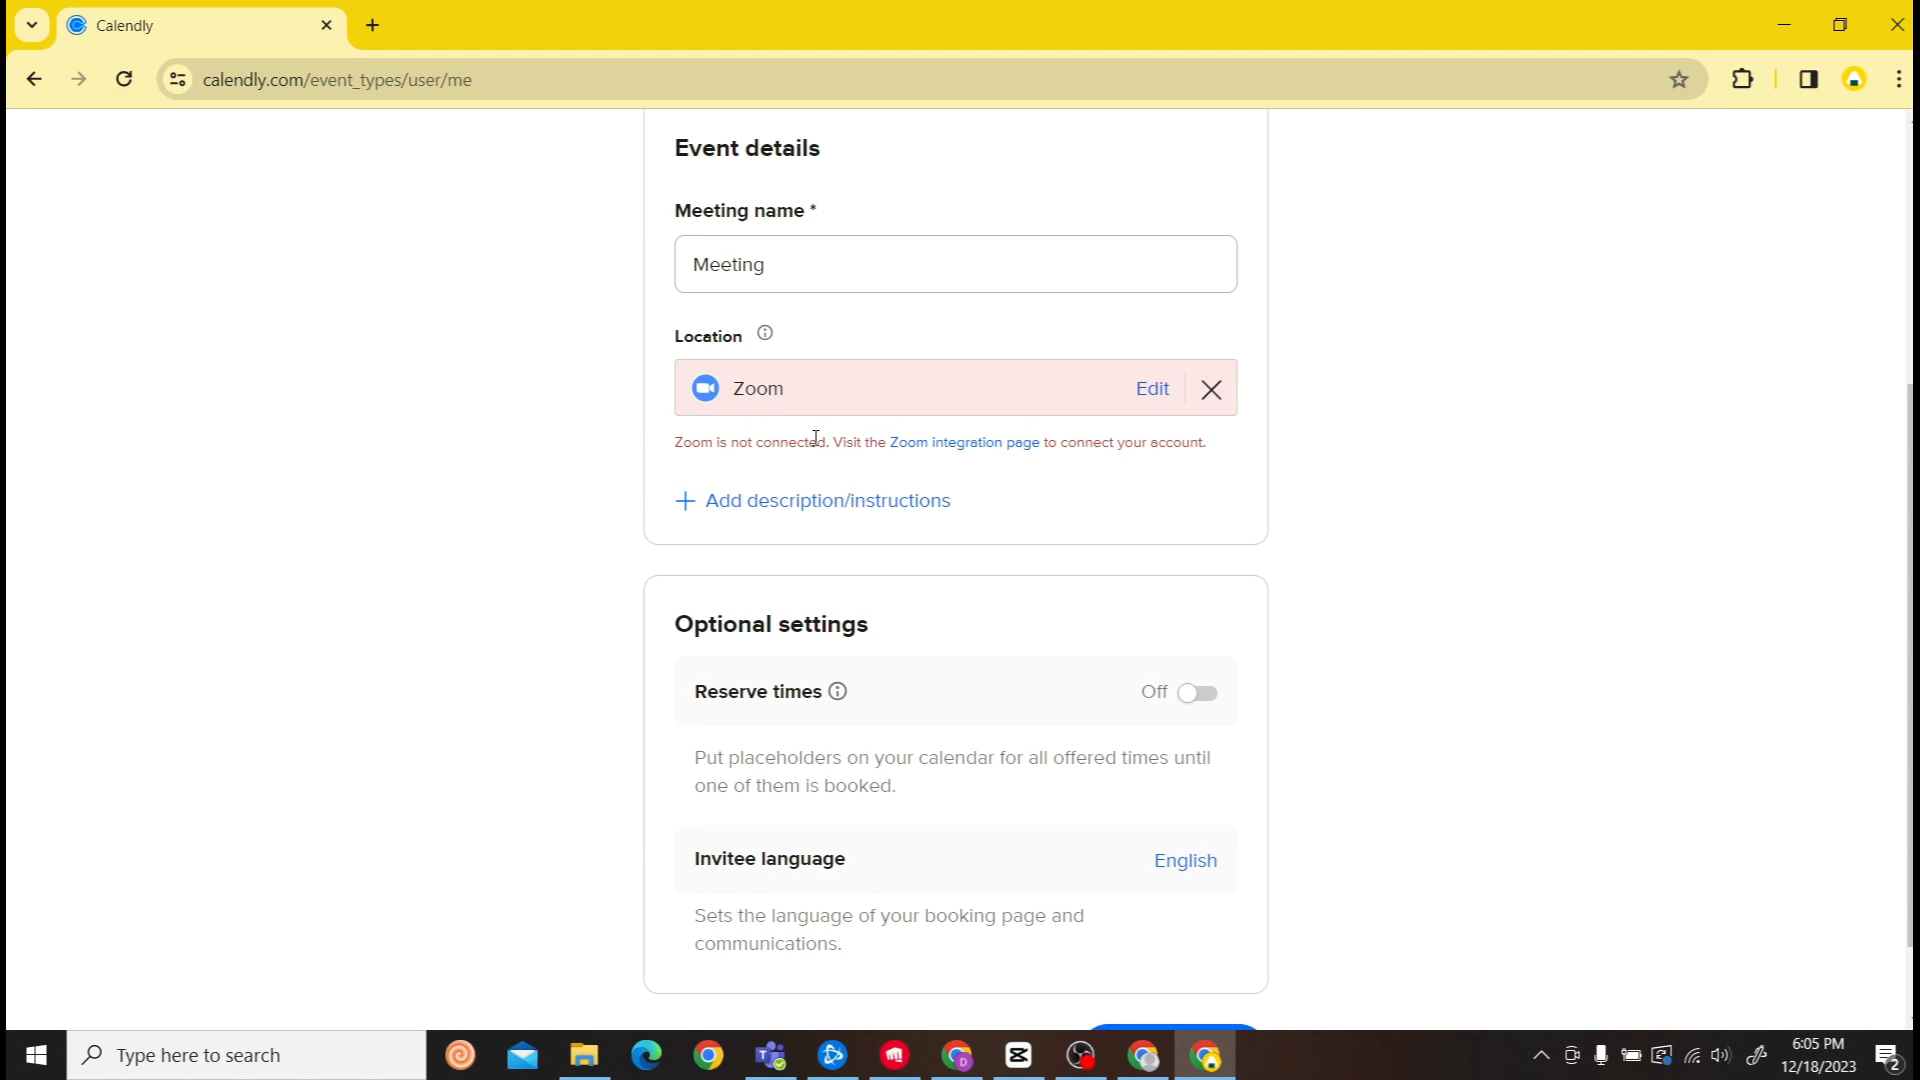 Calendly
calendly.com/event_types/user/me
Event details
Meeting name *
Meeting
Location
Zoom
Edit
Zoom is not connected. Visit the Zoom integration page to connect your account.
Add description/instructions
Optional settings
Reserve times
Off
Put placeholders on your calendar for all offered times until
one of them is booked.
Invitee language
English
Sets the language of your booking page and
communications.
Type here to search
6:05 PM
12/18/2023
2